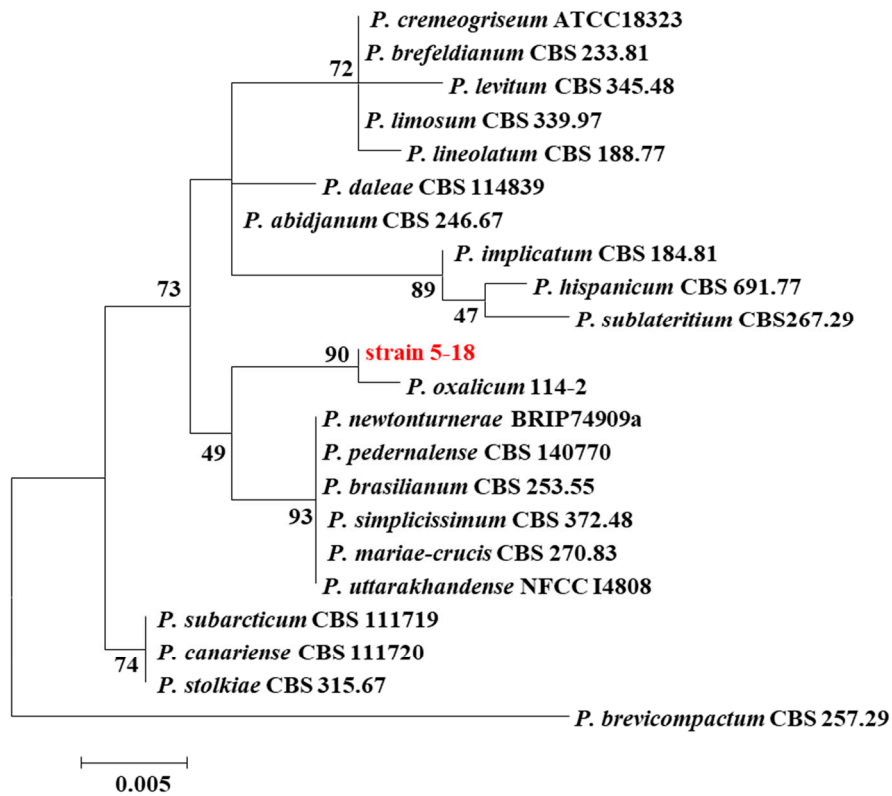 P. cremeogriseum ATCC18323
P. brefeldianum CBS 233.81
72
P. levitum CBS 345.48
P. limosum CBS 339.97
P. lineolatum CBS 188.77
P. daleae CBS 114839
P. abidjanum CBS 246.67
P. implicatum CBS 184.81
73
89
P. hispanicum CBS 691.77
47
P. sublateritium CBS267.29
90
strain 5-18
P. oxalicum 114-2
P. newtonturnerae BRIP74909a
49
P. pedernalense CBS 140770
P. brasilianum CBS 253.55
93
P. simplicissimum CBS 372.48
P. mariae-crucis CBS 270.83
P. uttarakhandense NFCC I4808
P. subarcticum CBS 111719
P. canariense CBS 111720
74
P. stolkiae CBS 315.67
P. brevicompactum CBS 257.29
0.005